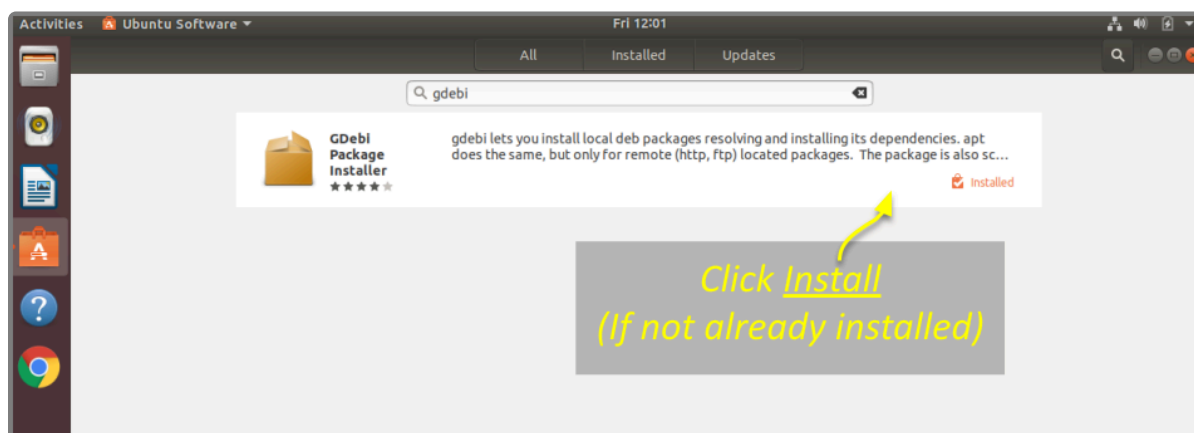 Activities Ubuntu Software Fri 12:01
All Installed Updates
gdebi
GDebi
Package
Installer
gdebi lets you install local deb packages resolving and installing its dependencies. apt
does the same, but only for remote (http, ftp) located packages. The package is also sc...
Installed
Click Install
(If not already installed)